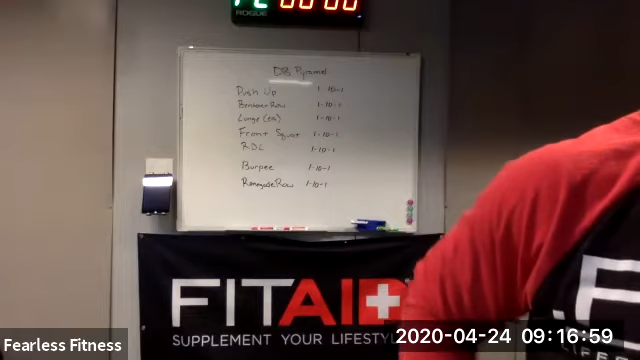 ROGUE
DB Pyramid
Push Up 1-10-1
Bentover Row 1-10-1
Lunge (ea) 1-10-1
Front Squat 1-10-1
RDL 1-10-1
Burpee 1-10-1
Renegade Row 1-10-1
FITAID
SUPPLEMENT YOUR LIFESTYL
2020-04-24 09:16:59
Fearless Fitness